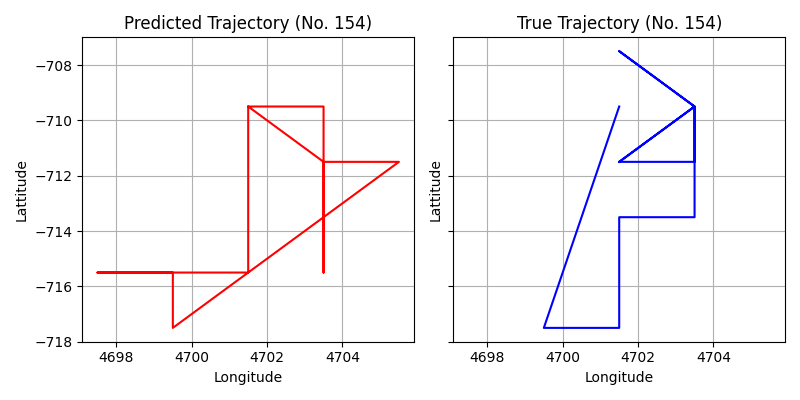 Predicted Trajectory (No. 154)
−708
−710
−712
−714
−716
−718
Lattitude
4698 4700 4702 4704
Longitude
True Trajectory (No. 154)
Lattitude
4698 4700 4702 4704
Longitude